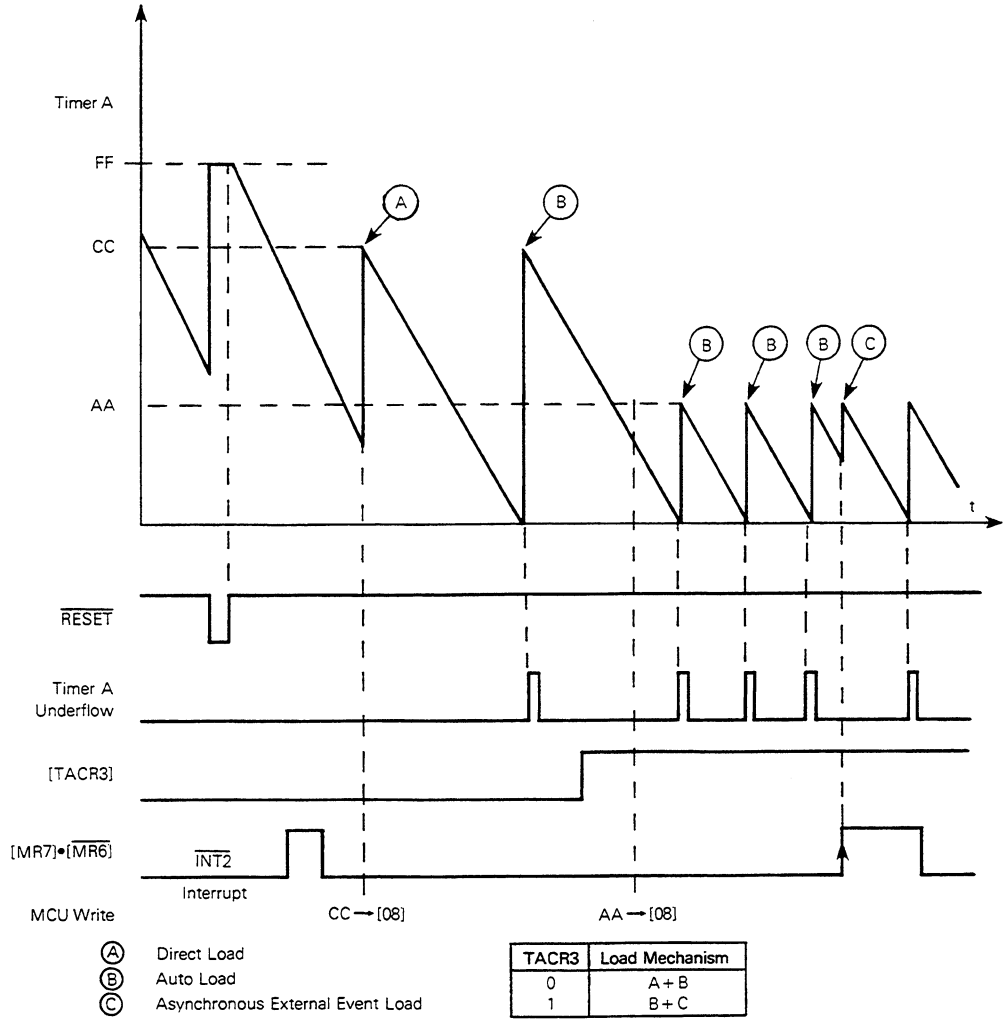 Timer A
FF
A
B
CC
B
B
B
C
AA
t
RESET
Timer A
Underflow
[TACR3]
[MR7]•[MR6]
INT2
Interrupt
MCU Write
CC→[08]
AA→[08]
A Direct Load
B Auto Load
C Asynchronous External Event Load
TACR3 Load Mechanism
0 A+B
1 B+C